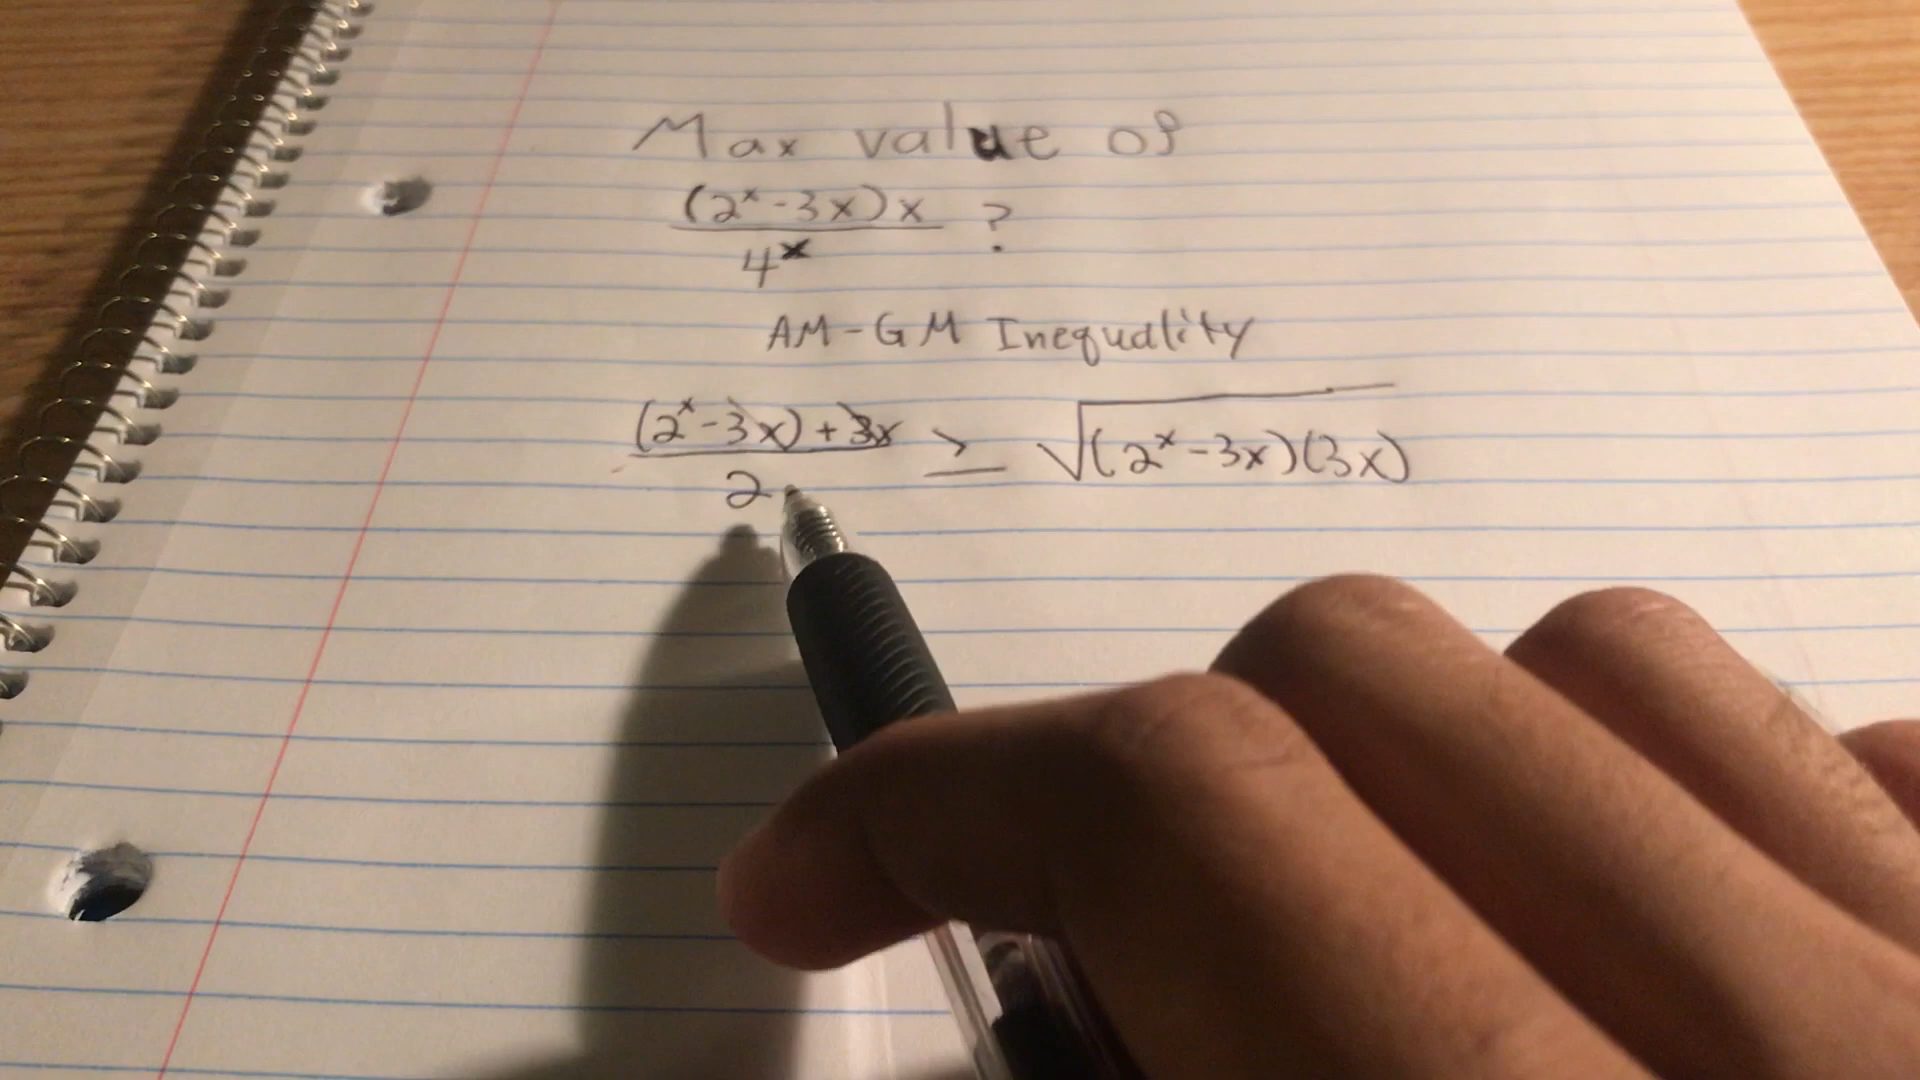 Max value of
(2^x - 3x)x / 4^x ?
AM-GM Inequality
((2^x - 3x) + 3x) / 2 ≥ √((2^x - 3x)(3x))